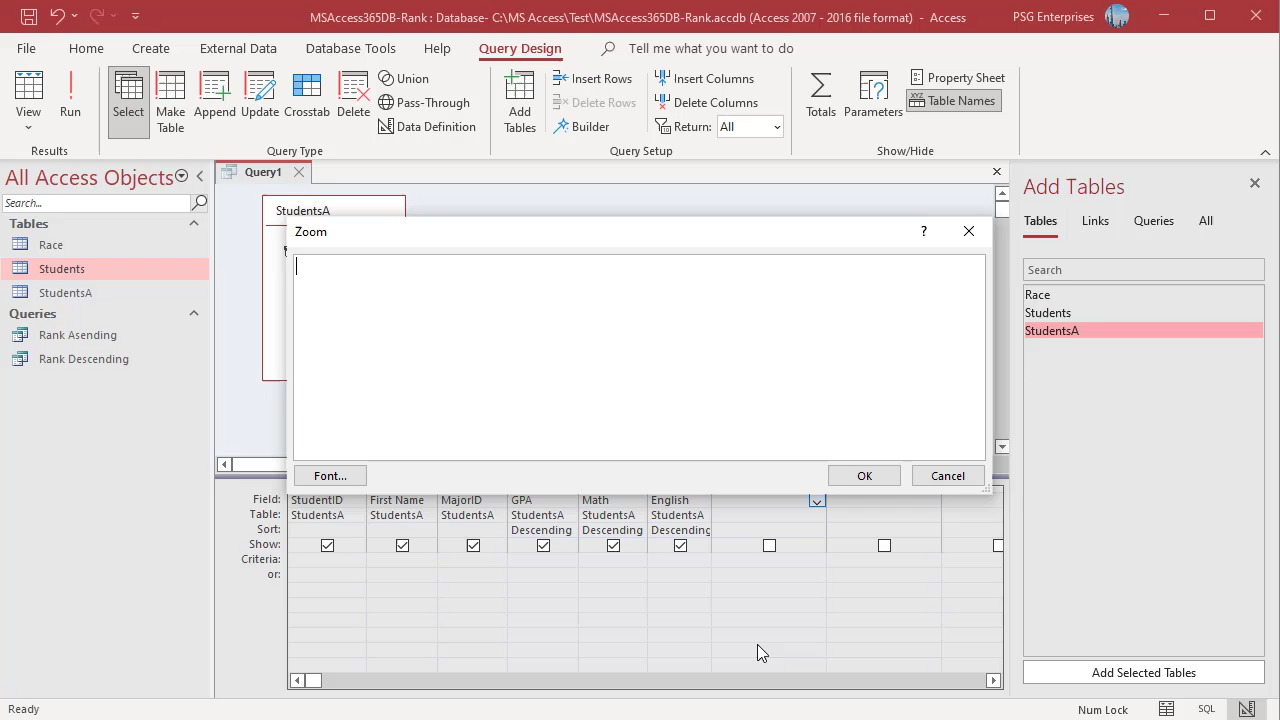 MSAccess365DB-Rank : Database- C:\MS Access\Test\MSAccess365DB-Rank.accdb (Access 2007 - 2016 file format) - Access
PSG Enterprises
File Home Create External Data Database Tools Help Query Design Tell me what you want to do
View
Run
Results
Select
Make Table
Append
Update
Crosstab
Delete
Union
Pass-Through
Data Definition
Query Type
Add Tables
Insert Rows
Delete Rows
Builder
Insert Columns
Delete Columns
Return: All
Query Setup
Totals
Parameters
Property Sheet
XYZ Table Names
Show/Hide
All Access Objects
Search...
Tables
Race
Students
StudentsA
Queries
Rank Asending
Rank Descending
Query1
StudentsA
Zoom
?
Font...
OK
Cancel
Field: StudentID First Name MajorID GPA Math English
Table: StudentsA StudentsA StudentsA StudentsA StudentsA StudentsA
Sort: Descending Descending Descending
Show:
Criteria:
or:
Add Tables
Tables Links Queries All
Search
Race
Students
StudentsA
Add Selected Tables
Ready
Num Lock
SQL